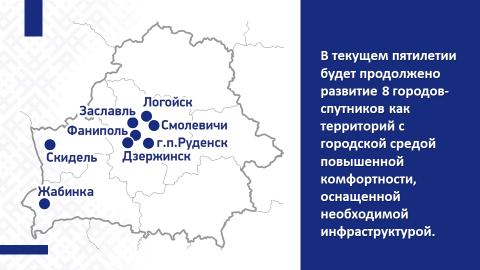 Логойск
Заславль
Смолевичи
Фаниполь
г.п.Руденск
Дзержинск
Скидель
Жабинка
В текущем пятилетии
будет продолжено
развитие 8 городов-
спутников как
территорий с
городской средой
повышенной
комфортности,
оснащенной
необходимой
инфраструктурой.